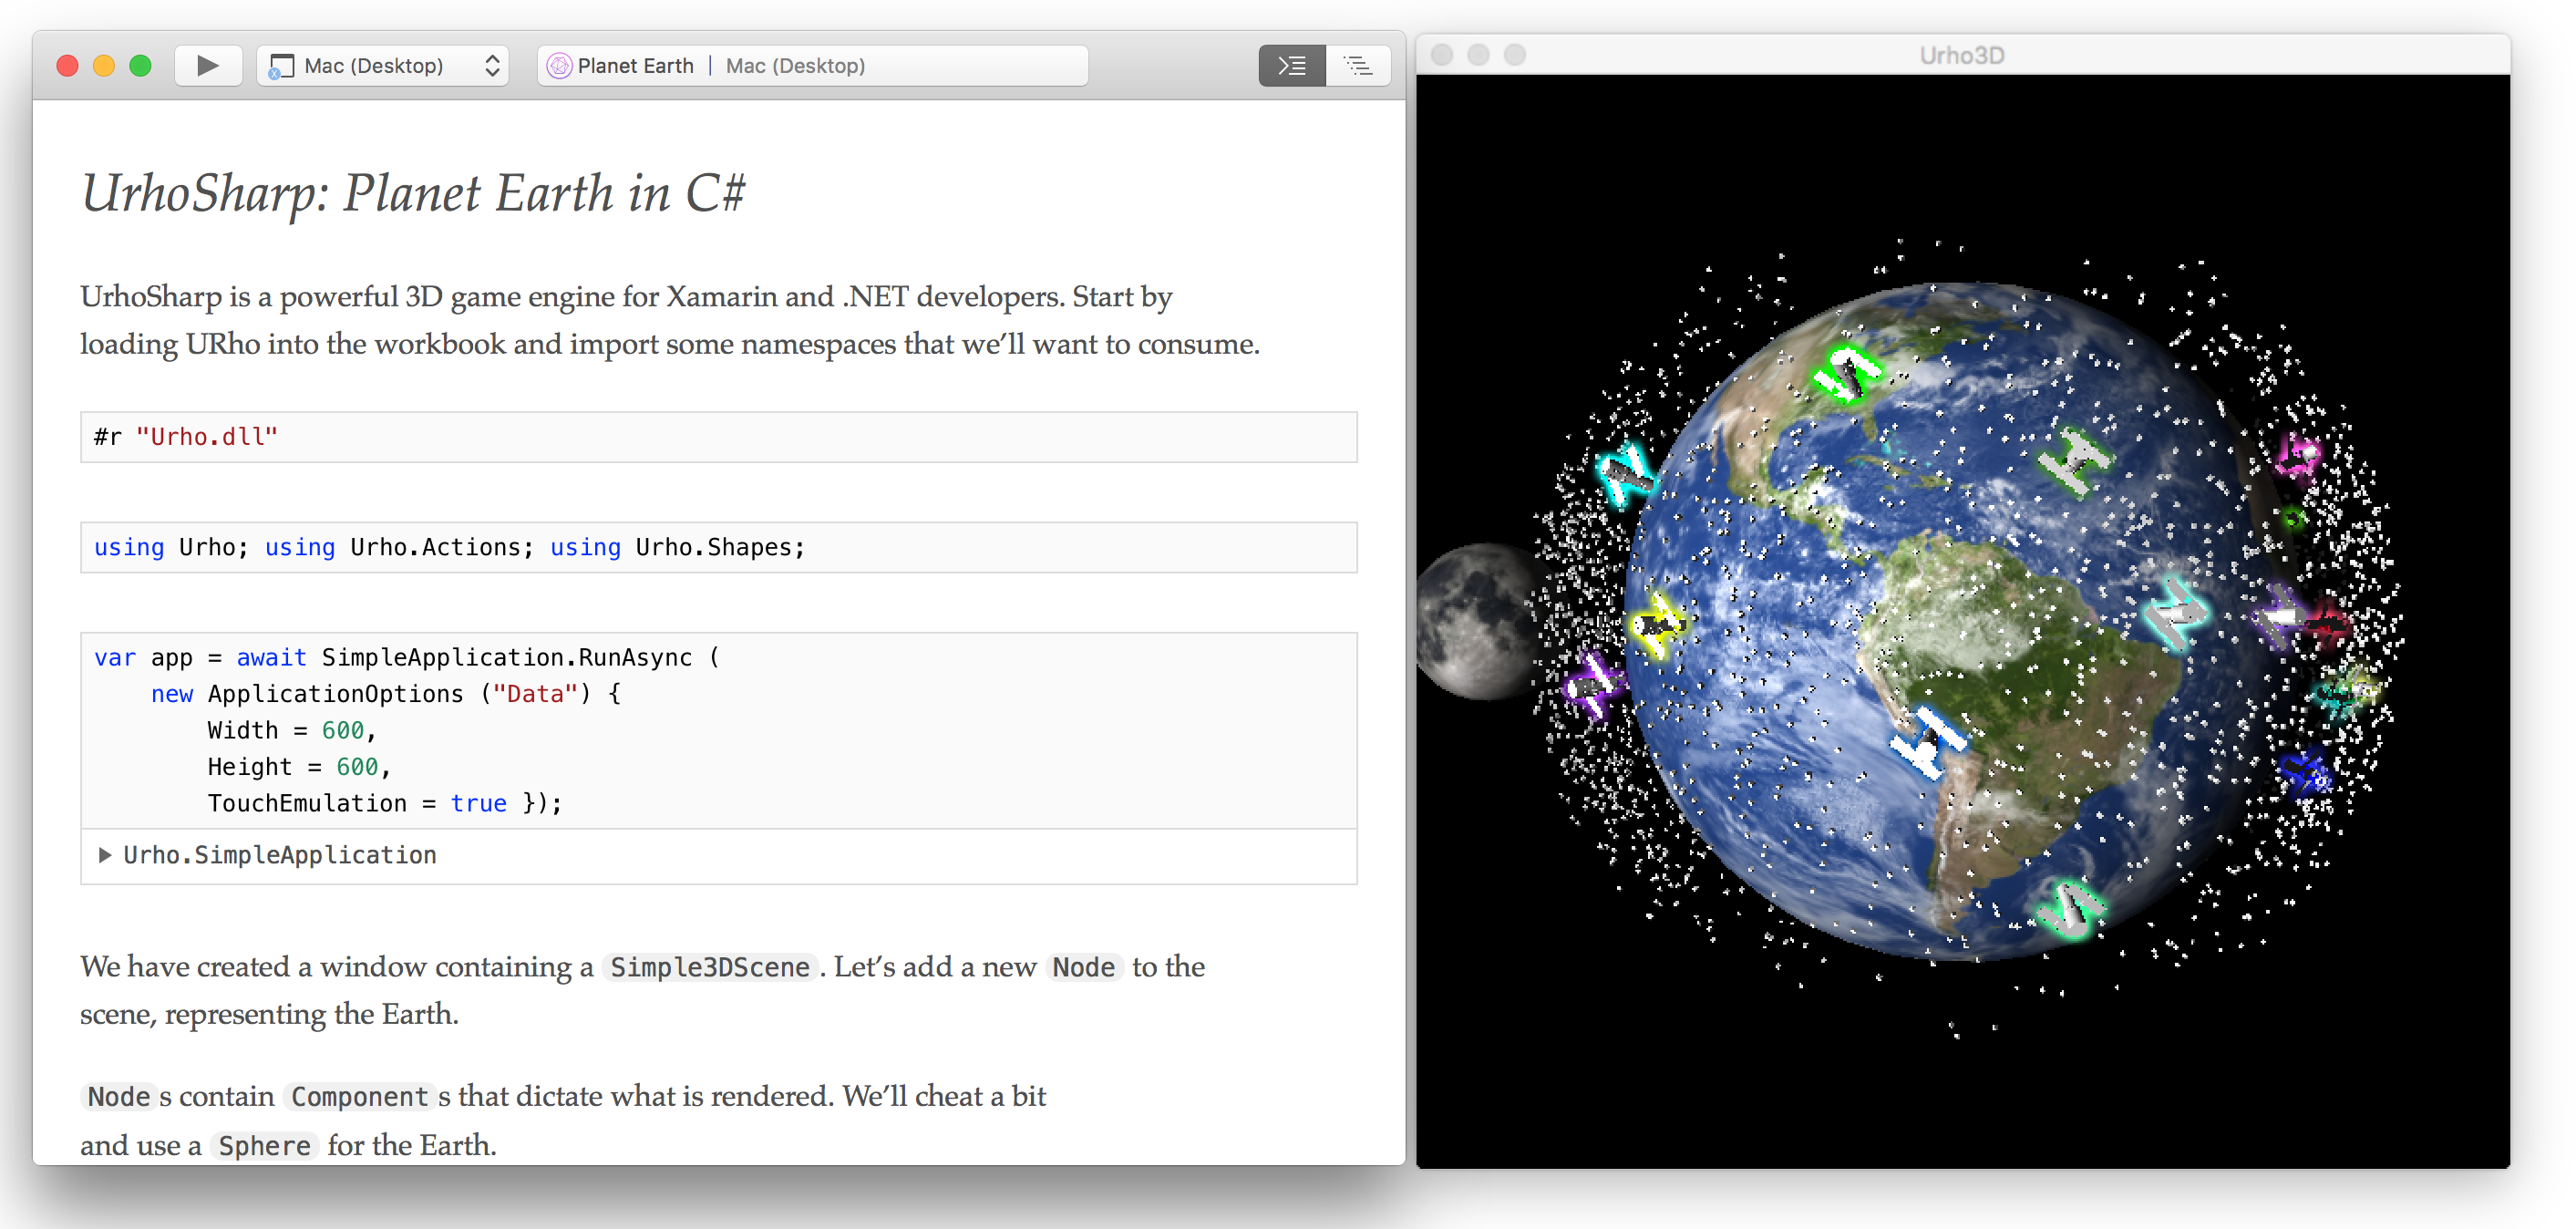 Mac (Desktop)
Planet Earth | Mac (Desktop)
UrhoSharp: Planet Earth in C#
UrhoSharp is a powerful 3D game engine for Xamarin and .NET developers. Start by
loading URho into the workbook and import some namespaces that we’ll want to consume.
#r "Urho.dll"
using Urho; using Urho.Actions; using Urho.Shapes;
var app = await SimpleApplication.RunAsync (
    new ApplicationOptions ("Data") {
        Width = 600,
        Height = 600,
        TouchEmulation = true });
Urho.SimpleApplication
We have created a window containing a Simple3DScene. Let’s add a new Node to the
scene, representing the Earth.
Nodes contain Components that dictate what is rendered. We’ll cheat a bit
and use a Sphere for the Earth.
Urho3D